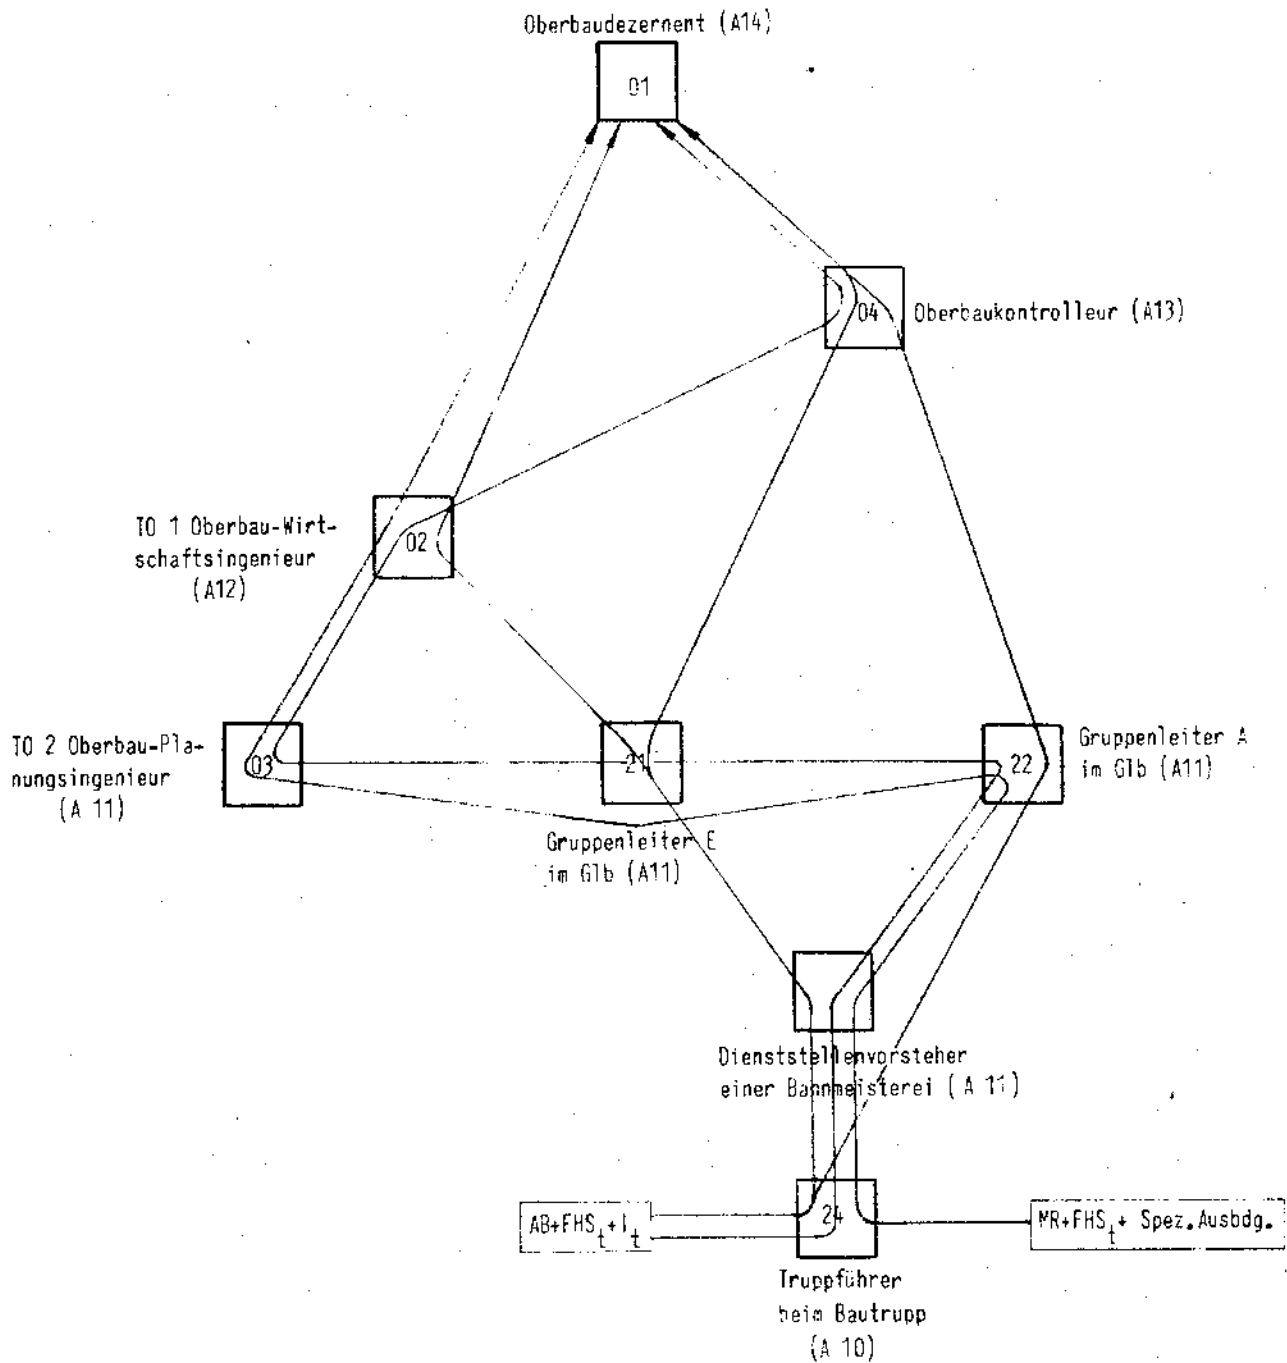 Oberbaudezernent (A14)
01
04
Oberbaukontrolleur (A13)
TO 1 Oberbau-Wirt-
schaftsingenieur
(A12)
02
TO 2 Oberbau-Pla-
nungsingenieur
(A 11)
03
21
22
Gruppenleiter A
im Glb (A11)
Gruppenleiter E
im Glb (A11)
Dienststellenvorsteher
einer Bahnmeisterei (A 11)
AB+FHSt+It
24
MR+FHSt+ Spez.Ausbdg.
Truppführer
beim Bautrupp
(A 10)